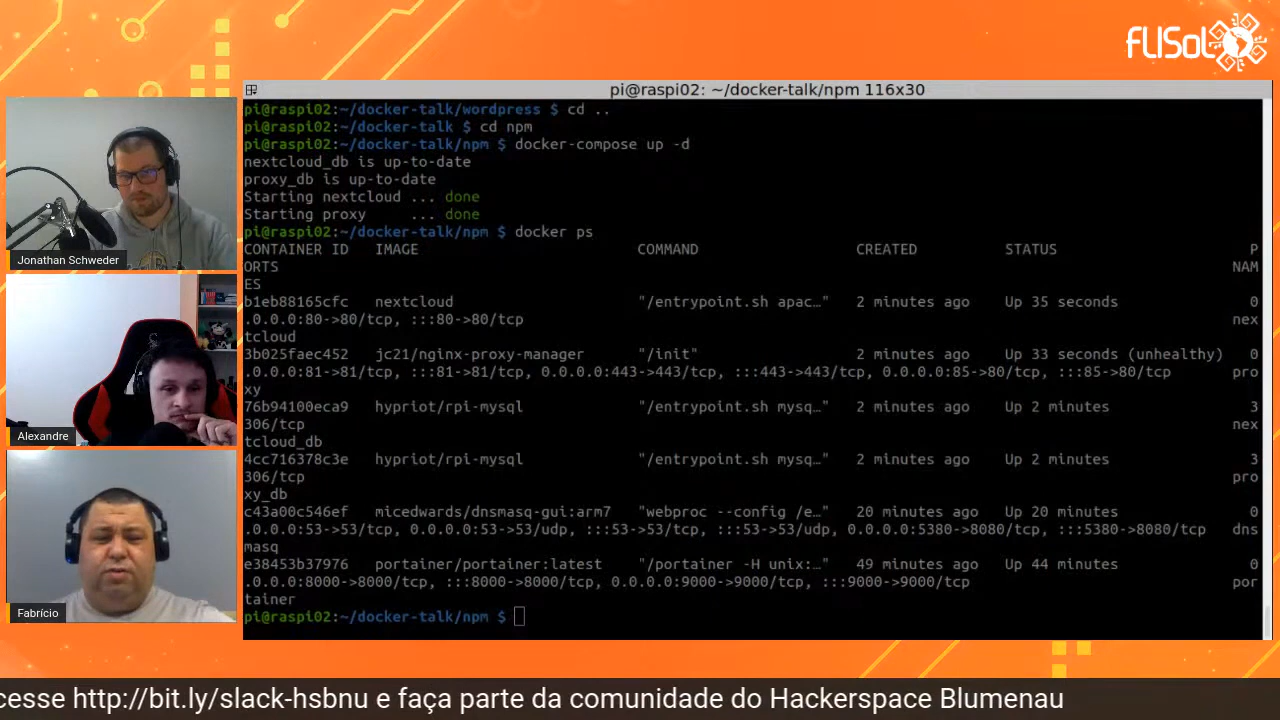 FLISoL
pi@raspi02: ~/docker-talk/npm 116x30
pi@raspi02:~/docker-talk/wordpress $ cd ..
pi@raspi02:~/docker-talk $ cd npm
pi@raspi02:~/docker-talk/npm $ docker-compose up -d
nextcloud_db is up-to-date
proxy_db is up-to-date
Starting nextcloud ... done
Starting proxy     ... done
pi@raspi02:~/docker-talk/npm $ docker ps
CONTAINER ID   IMAGE                         COMMAND                  CREATED          STATUS                      P
ORTS                                                                                                             NAM
ES
b1eb88165cfc   nextcloud                     "/entrypoint.sh apac…"   2 minutes ago    Up 35 seconds               0
.0.0.0:80->80/tcp, :::80->80/tcp                                                                                 nex
tcloud
3b025faec452   jc21/nginx-proxy-manager      "/init"                  2 minutes ago    Up 33 seconds (unhealthy)   0
.0.0.0:81->81/tcp, :::81->81/tcp, 0.0.0.0:443->443/tcp, :::443->443/tcp, 0.0.0.0:85->80/tcp, :::85->80/tcp       pro
xy
76b94100eca9   hypriot/rpi-mysql             "/entrypoint.sh mysq…"   2 minutes ago    Up 2 minutes                3
306/tcp                                                                                                          nex
tcloud_db
4cc716378c3e   hypriot/rpi-mysql             "/entrypoint.sh mysq…"   2 minutes ago    Up 2 minutes                3
306/tcp                                                                                                          pro
xy_db
c43a00c546ef   micedwards/dnsmasq-gui:arm7   "webproc --config /e…"   20 minutes ago   Up 20 minutes               0
.0.0.0:53->53/tcp, 0.0.0.0:53->53/udp, :::53->53/tcp, :::53->53/udp, 0.0.0.0:5380->8080/tcp, :::5380->8080/tcp   dns
masq
e38453b37976   portainer/portainer:latest    "/portainer -H unix:…"   49 minutes ago   Up 44 minutes               0
.0.0.0:8000->8000/tcp, :::8000->8000/tcp, 0.0.0.0:9000->9000/tcp, :::9000->9000/tcp                              por
tainer
pi@raspi02:~/docker-talk/npm $
Jonathan Schweder
Alexandre
Fabrício
cesse http://bit.ly/slack-hsbnu e faça parte da comunidade do Hackerspace Blumenau